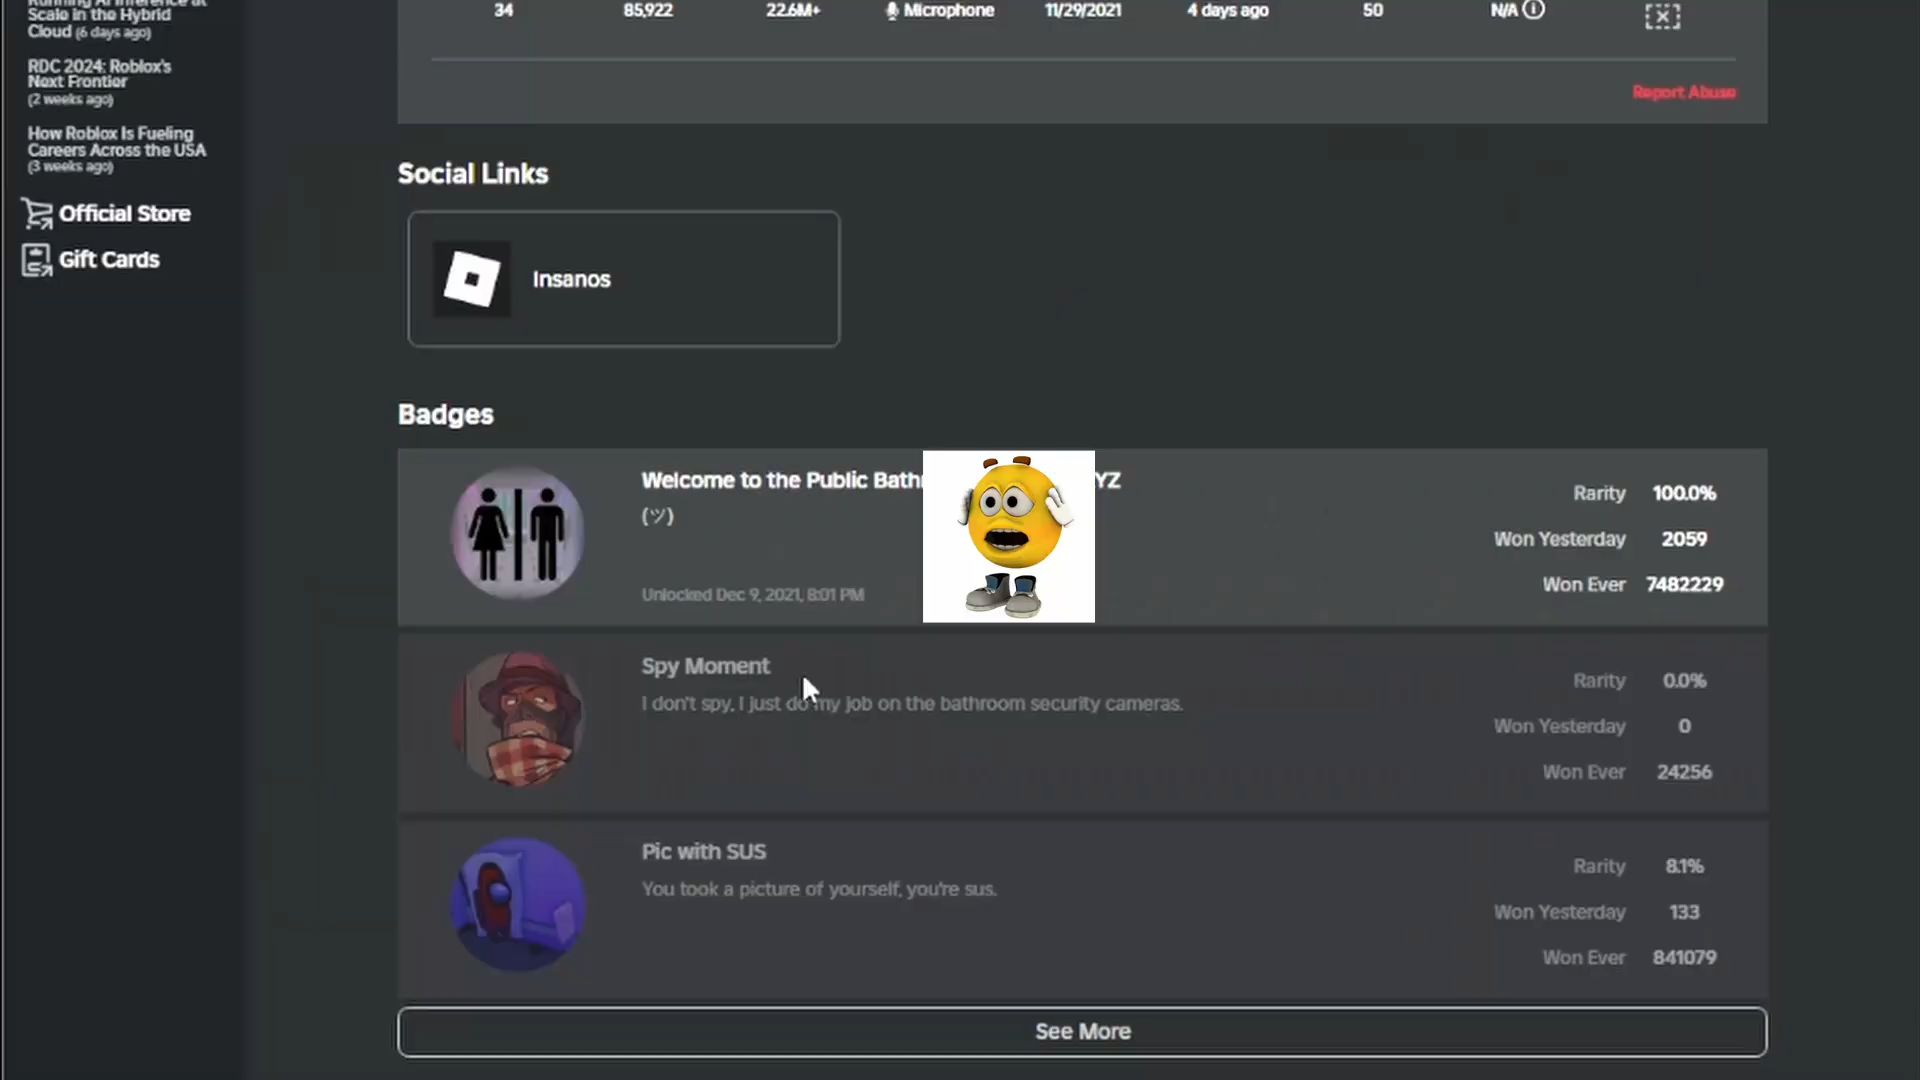 Running AI Inference at
Scale in the Hybrid
Cloud (6 days ago)
RDC 2024: Roblox's
Next Frontier
(2 weeks ago)
How Roblox Is Fueling
Careers Across the USA
(3 weeks ago)
Official Store
Gift Cards
34 85,922 22.6M+ Microphone 11/29/2021 4 days ago 50 N/A
Report Abuse
Social Links
Insanos
Badges
Welcome to the Public Bath YZ
(ツ)
Unlocked Dec 9, 2021, 8:01 PM
Rarity 100.0%
Won Yesterday 2059
Won Ever 7482229
Spy Moment
I don't spy, I just do my job on the bathroom security cameras.
Rarity 0.0%
Won Yesterday 0
Won Ever 24256
Pic with SUS
You took a picture of yourself, you're sus.
Rarity 8.1%
Won Yesterday 133
Won Ever 841079
See More